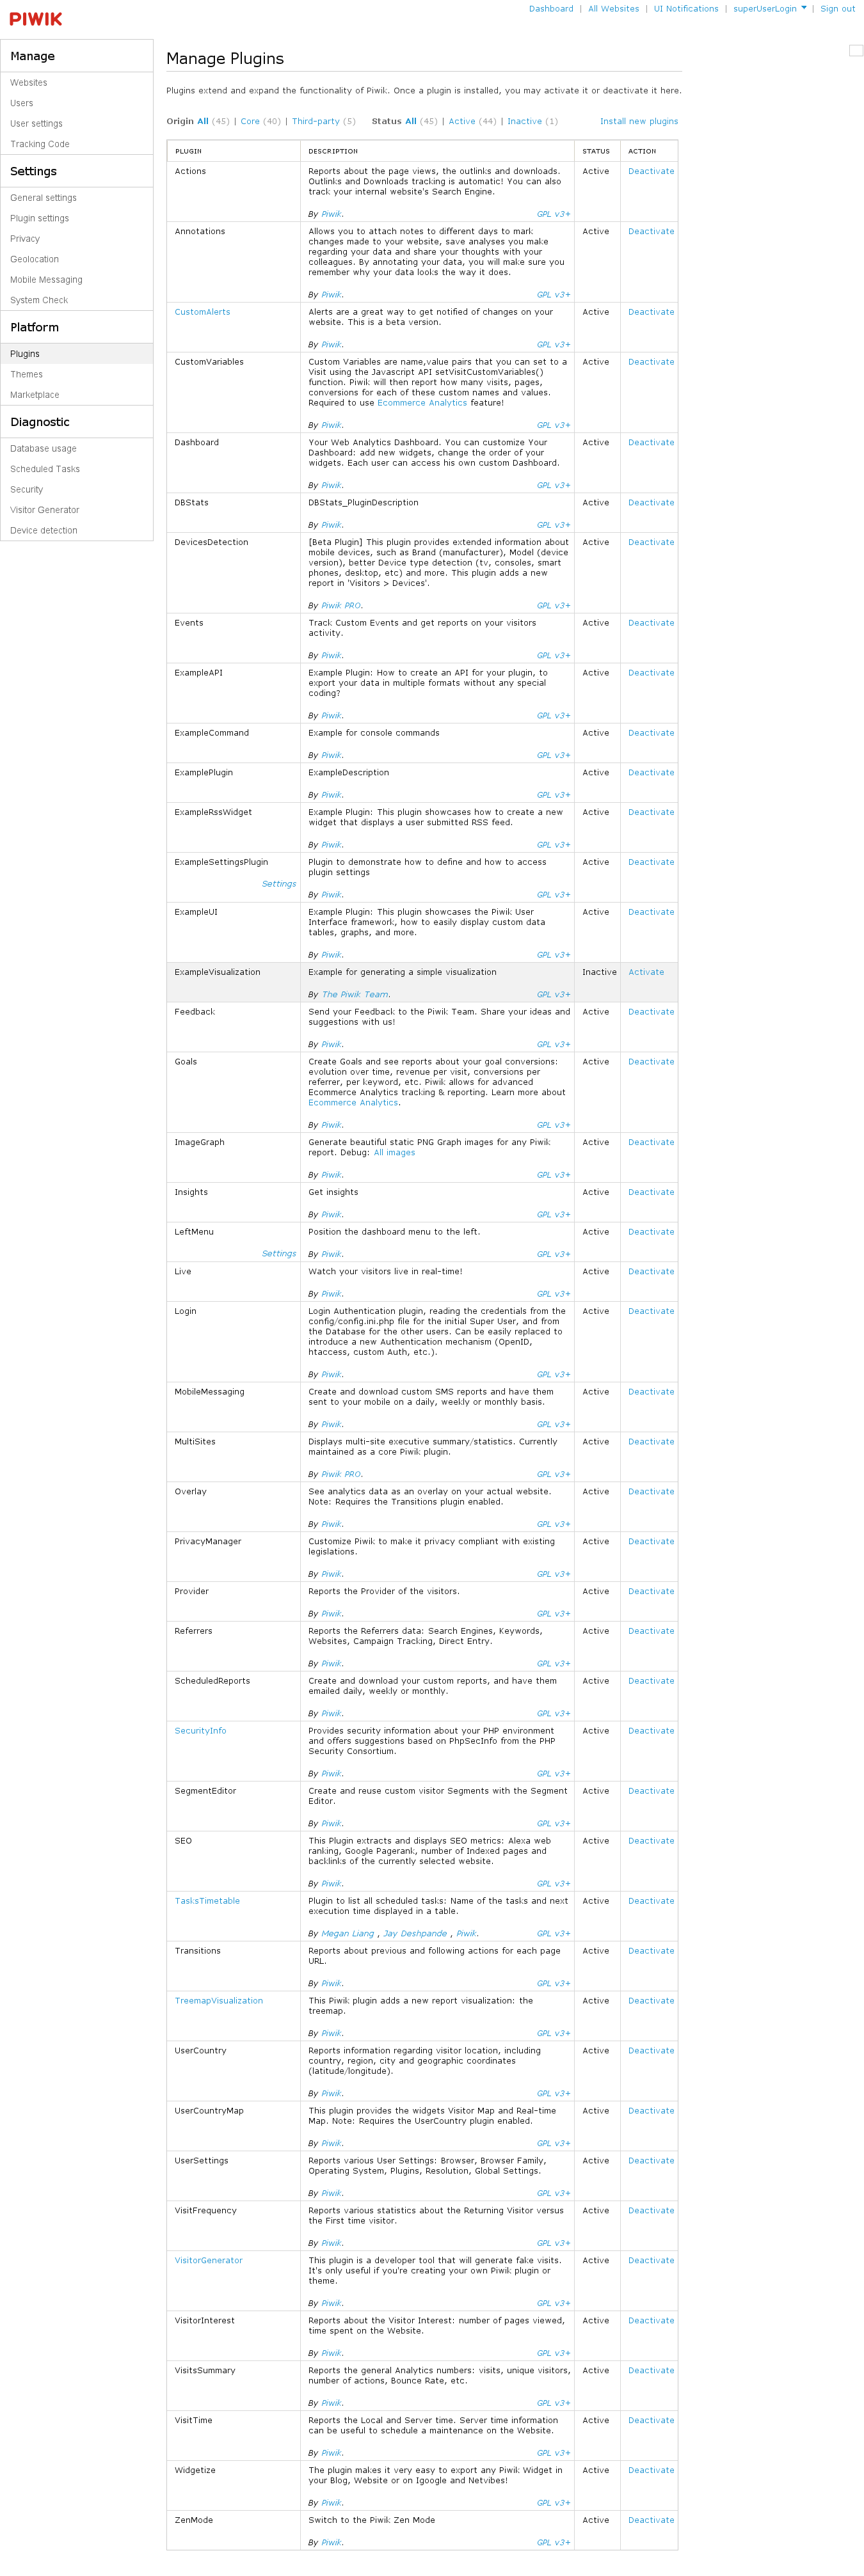 PIWIK
Dashboard | All Websites | UI Notifications | superUserLogin | Sign out
Manage
Websites
Users
User settings
Tracking Code
Settings
General settings
Plugin settings
Privacy
Geolocation
Mobile Messaging
System Check
Platform
Plugins
Themes
Marketplace
Diagnostic
Database usage
Scheduled Tasks
Security
Visitor Generator
Device detection
Manage Plugins
Plugins extend and expand the functionality of Piwik. Once a plugin is installed, you may activate it or deactivate it here.
Origin All (45) | Core (40) | Third-party (5) Status All (45) | Active (44) | Inactive (1) Install new plugins
PLUGIN DESCRIPTION STATUS ACTION
Actions Reports about the page views, the outlinks and downloads. Active Deactivate
Outlinks and Downloads tracking is automatic! You can also
track your internal website's Search Engine.
By Piwik. GPL v3+
Annotations Allows you to attach notes to different days to mark Active Deactivate
changes made to your website, save analyses you make
regarding your data and share your thoughts with your
colleagues. By annotating your data, you will make sure you
remember why your data looks the way it does.
By Piwik. GPL v3+
CustomAlerts Alerts are a great way to get notified of changes on your Active Deactivate
website. This is a beta version.
By Piwik. GPL v3+
CustomVariables Custom Variables are name,value pairs that you can set to a Active Deactivate
Visit using the Javascript API setVisitCustomVariables()
function. Piwik will then report how many visits, pages,
conversions for each of these custom names and values.
Required to use Ecommerce Analytics feature!
By Piwik. GPL v3+
Dashboard Your Web Analytics Dashboard. You can customize Your Active Deactivate
Dashboard: add new widgets, change the order of your
widgets. Each user can access his own custom Dashboard.
By Piwik. GPL v3+
DBStats DBStats_PluginDescription Active Deactivate
By Piwik. GPL v3+
DevicesDetection [Beta Plugin] This plugin provides extended information about Active Deactivate
mobile devices, such as Brand (manufacturer), Model (device
version), better Device type detection (tv, consoles, smart
phones, desktop, etc) and more. This plugin adds a new
report in 'Visitors > Devices'.
By Piwik PRO. GPL v3+
Events Track Custom Events and get reports on your visitors Active Deactivate
activity.
By Piwik. GPL v3+
ExampleAPI Example Plugin: How to create an API for your plugin, to Active Deactivate
export your data in multiple formats without any special
coding?
By Piwik. GPL v3+
ExampleCommand Example for console commands Active Deactivate
By Piwik. GPL v3+
ExamplePlugin ExampleDescription Active Deactivate
By Piwik. GPL v3+
ExampleRssWidget Example Plugin: This plugin showcases how to create a new Active Deactivate
widget that displays a user submitted RSS feed.
By Piwik. GPL v3+
ExampleSettingsPlugin Plugin to demonstrate how to define and how to access Active Deactivate
plugin settings
Settings
By Piwik. GPL v3+
ExampleUI Example Plugin: This plugin showcases the Piwik User Active Deactivate
Interface framework, how to easily display custom data
tables, graphs, and more.
By Piwik. GPL v3+
ExampleVisualization Example for generating a simple visualization Inactive Activate
By The Piwik Team. GPL v3+
Feedback Send your Feedback to the Piwik Team. Share your ideas and Active Deactivate
suggestions with us!
By Piwik. GPL v3+
Goals Create Goals and see reports about your goal conversions: Active Deactivate
evolution over time, revenue per visit, conversions per
referrer, per keyword, etc. Piwik allows for advanced
Ecommerce Analytics tracking & reporting. Learn more about
Ecommerce Analytics.
By Piwik. GPL v3+
ImageGraph Generate beautiful static PNG Graph images for any Piwik Active Deactivate
report. Debug: All images
By Piwik. GPL v3+
Insights Get insights Active Deactivate
By Piwik. GPL v3+
LeftMenu Position the dashboard menu to the left. Active Deactivate
Settings By Piwik. GPL v3+
Live Watch your visitors live in real-time! Active Deactivate
By Piwik. GPL v3+
Login Login Authentication plugin, reading the credentials from the Active Deactivate
config/config.ini.php file for the initial Super User, and from
the Database for the other users. Can be easily replaced to
introduce a new Authentication mechanism (OpenID,
htaccess, custom Auth, etc.).
By Piwik. GPL v3+
MobileMessaging Create and download custom SMS reports and have them Active Deactivate
sent to your mobile on a daily, weekly or monthly basis.
By Piwik. GPL v3+
MultiSites Displays multi-site executive summary/statistics. Currently Active Deactivate
maintained as a core Piwik plugin.
By Piwik PRO. GPL v3+
Overlay See analytics data as an overlay on your actual website. Active Deactivate
Note: Requires the Transitions plugin enabled.
By Piwik. GPL v3+
PrivacyManager Customize Piwik to make it privacy compliant with existing Active Deactivate
legislations.
By Piwik. GPL v3+
Provider Reports the Provider of the visitors. Active Deactivate
By Piwik. GPL v3+
Referrers Reports the Referrers data: Search Engines, Keywords, Active Deactivate
Websites, Campaign Tracking, Direct Entry.
By Piwik. GPL v3+
ScheduledReports Create and download your custom reports, and have them Active Deactivate
emailed daily, weekly or monthly.
By Piwik. GPL v3+
SecurityInfo Provides security information about your PHP environment Active Deactivate
and offers suggestions based on PhpSecInfo from the PHP
Security Consortium.
By Piwik. GPL v3+
SegmentEditor Create and reuse custom visitor Segments with the Segment Active Deactivate
Editor.
By Piwik. GPL v3+
SEO This Plugin extracts and displays SEO metrics: Alexa web Active Deactivate
ranking, Google Pagerank, number of Indexed pages and
backlinks of the currently selected website.
By Piwik. GPL v3+
TasksTimetable Plugin to list all scheduled tasks: Name of the tasks and next Active Deactivate
execution time displayed in a table.
By Megan Liang , Jay Deshpande , Piwik. GPL v3+
Transitions Reports about previous and following actions for each page Active Deactivate
URL.
By Piwik. GPL v3+
TreemapVisualization This Piwik plugin adds a new report visualization: the Active Deactivate
treemap.
By Piwik. GPL v3+
UserCountry Reports information regarding visitor location, including Active Deactivate
country, region, city and geographic coordinates
(latitude/longitude).
By Piwik. GPL v3+
UserCountryMap This plugin provides the widgets Visitor Map and Real-time Active Deactivate
Map. Note: Requires the UserCountry plugin enabled.
By Piwik. GPL v3+
UserSettings Reports various User Settings: Browser, Browser Family, Active Deactivate
Operating System, Plugins, Resolution, Global Settings.
By Piwik. GPL v3+
VisitFrequency Reports various statistics about the Returning Visitor versus Active Deactivate
the First time visitor.
By Piwik. GPL v3+
VisitorGenerator This plugin is a developer tool that will generate fake visits. Active Deactivate
It's only useful if you're creating your own Piwik plugin or
theme.
By Piwik. GPL v3+
VisitorInterest Reports about the Visitor Interest: number of pages viewed, Active Deactivate
time spent on the Website.
By Piwik. GPL v3+
VisitsSummary Reports the general Analytics numbers: visits, unique visitors, Active Deactivate
number of actions, Bounce Rate, etc.
By Piwik. GPL v3+
VisitTime Reports the Local and Server time. Server time information Active Deactivate
can be useful to schedule a maintenance on the Website.
By Piwik. GPL v3+
Widgetize The plugin makes it very easy to export any Piwik Widget in Active Deactivate
your Blog, Website or on Igoogle and Netvibes!
By Piwik. GPL v3+
ZenMode Switch to the Piwik Zen Mode Active Deactivate
By Piwik. GPL v3+